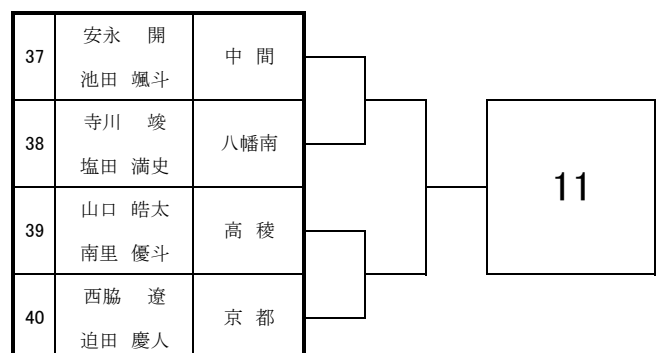 37
安永 開
池田 颯斗
中 間
38
寺川 竣
塩田 満史
八幡南
39
山口 皓太
南里 優斗
高 稜
40
西脇 遼
迫田 慶人
京 都
11